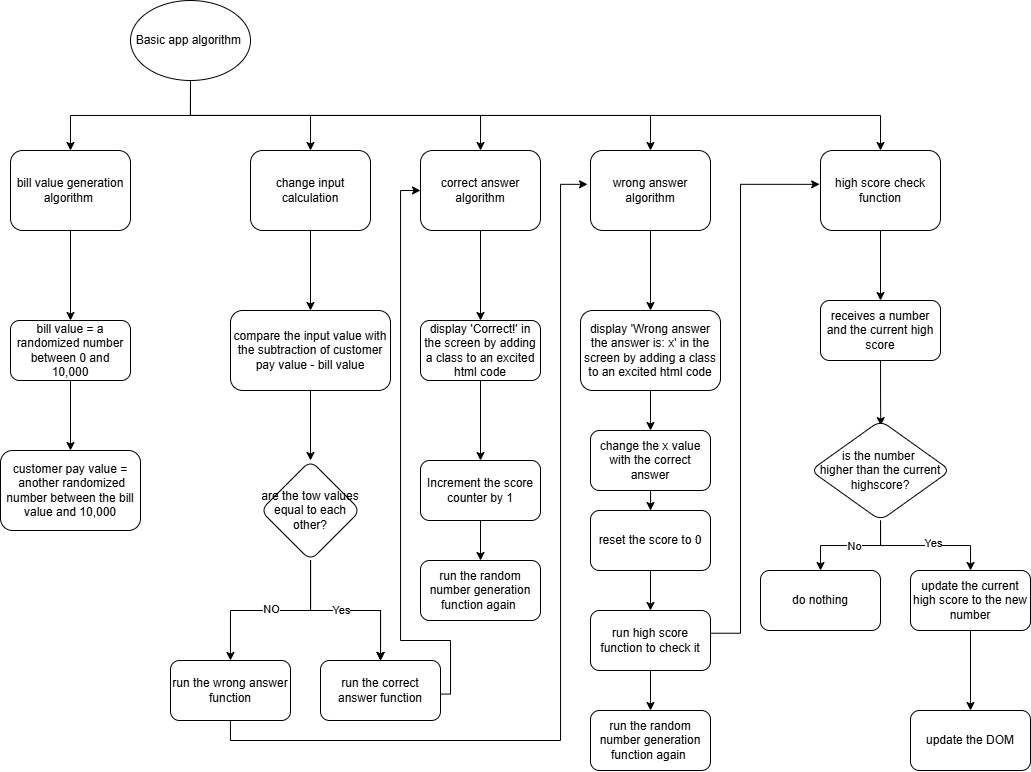 Basic app algorithm
bill value generation
algorithm
change input
calculation
correct answer
algorithm
wrong answer
algorithm
high score check
function
bill value = a
randomized number
between 0 and
10,000
compare the input value with
the subtraction of customer
pay value - bill value
display 'Correct!' in
the screen by adding
a class to an excited
html code
display 'Wrong answer
the answer is: x' in the
screen by adding a class
to an excited html code
receives a number
and the current high
score
customer pay value =
another randomized
number between the bill
value and 10,000
are the tow values
equal to each
other?
Increment the score
counter by 1
change the x value
with the correct
answer
is the number
higher than the current
highscore?
reset the score to 0
No
Yes
run the random
number generation
function again
do nothing
update the current
high score to the new
number
NO
Yes
run high score
function to check it
run the wrong answer
function
run the correct
answer function
run the random
number generation
function again
update the DOM